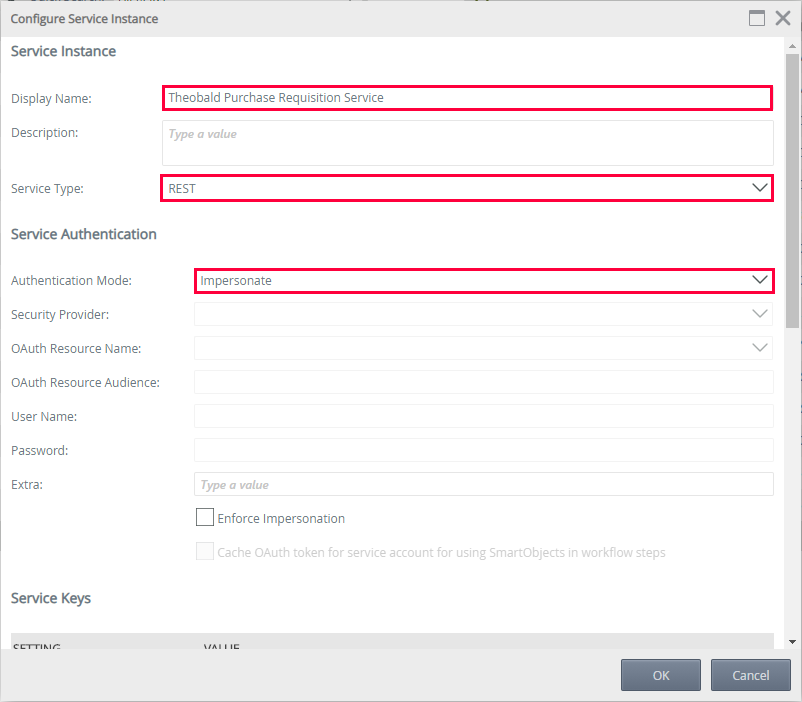 Configure Service Instance
Service Instance
Display Name: Theobald Purchase Requisition Service
Description: Type a value
Service Type: REST
Service Authentication
Authentication Mode: Impersonate
Security Provider:
OAuth Resource Name:
OAuth Resource Audience:
User Name:
Password:
Extra: Type a value
Enforce Impersonation
Cache OAuth token for service account for using SmartObjects in workflow steps
Service Keys
SETTING VALUE
OK Cancel